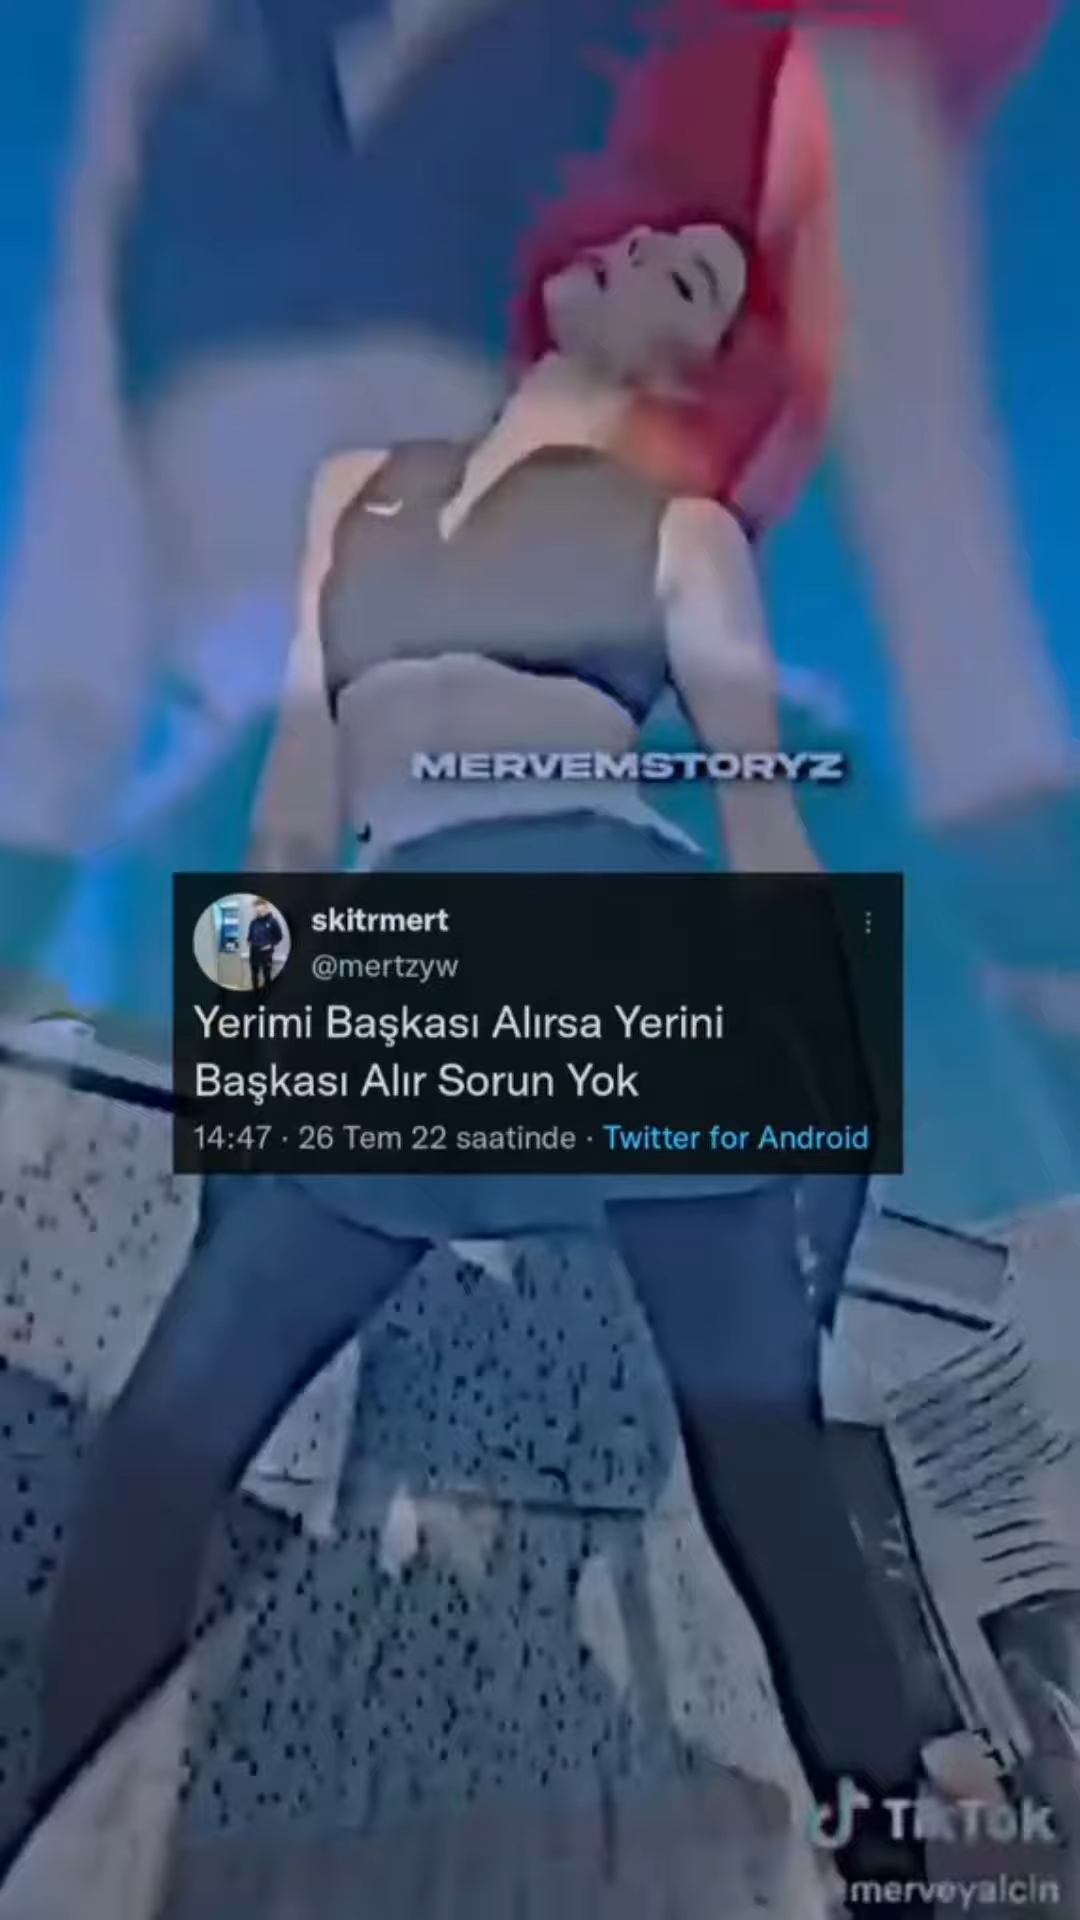 MERVEMSTORYZ
skitrmert
@mertzyw
Yerimi Başkası Alırsa Yerini
Başkası Alır Sorun Yok
14:47 · 26 Tem 22 saatinde · Twitter for Android
TikTok
merveyalcin